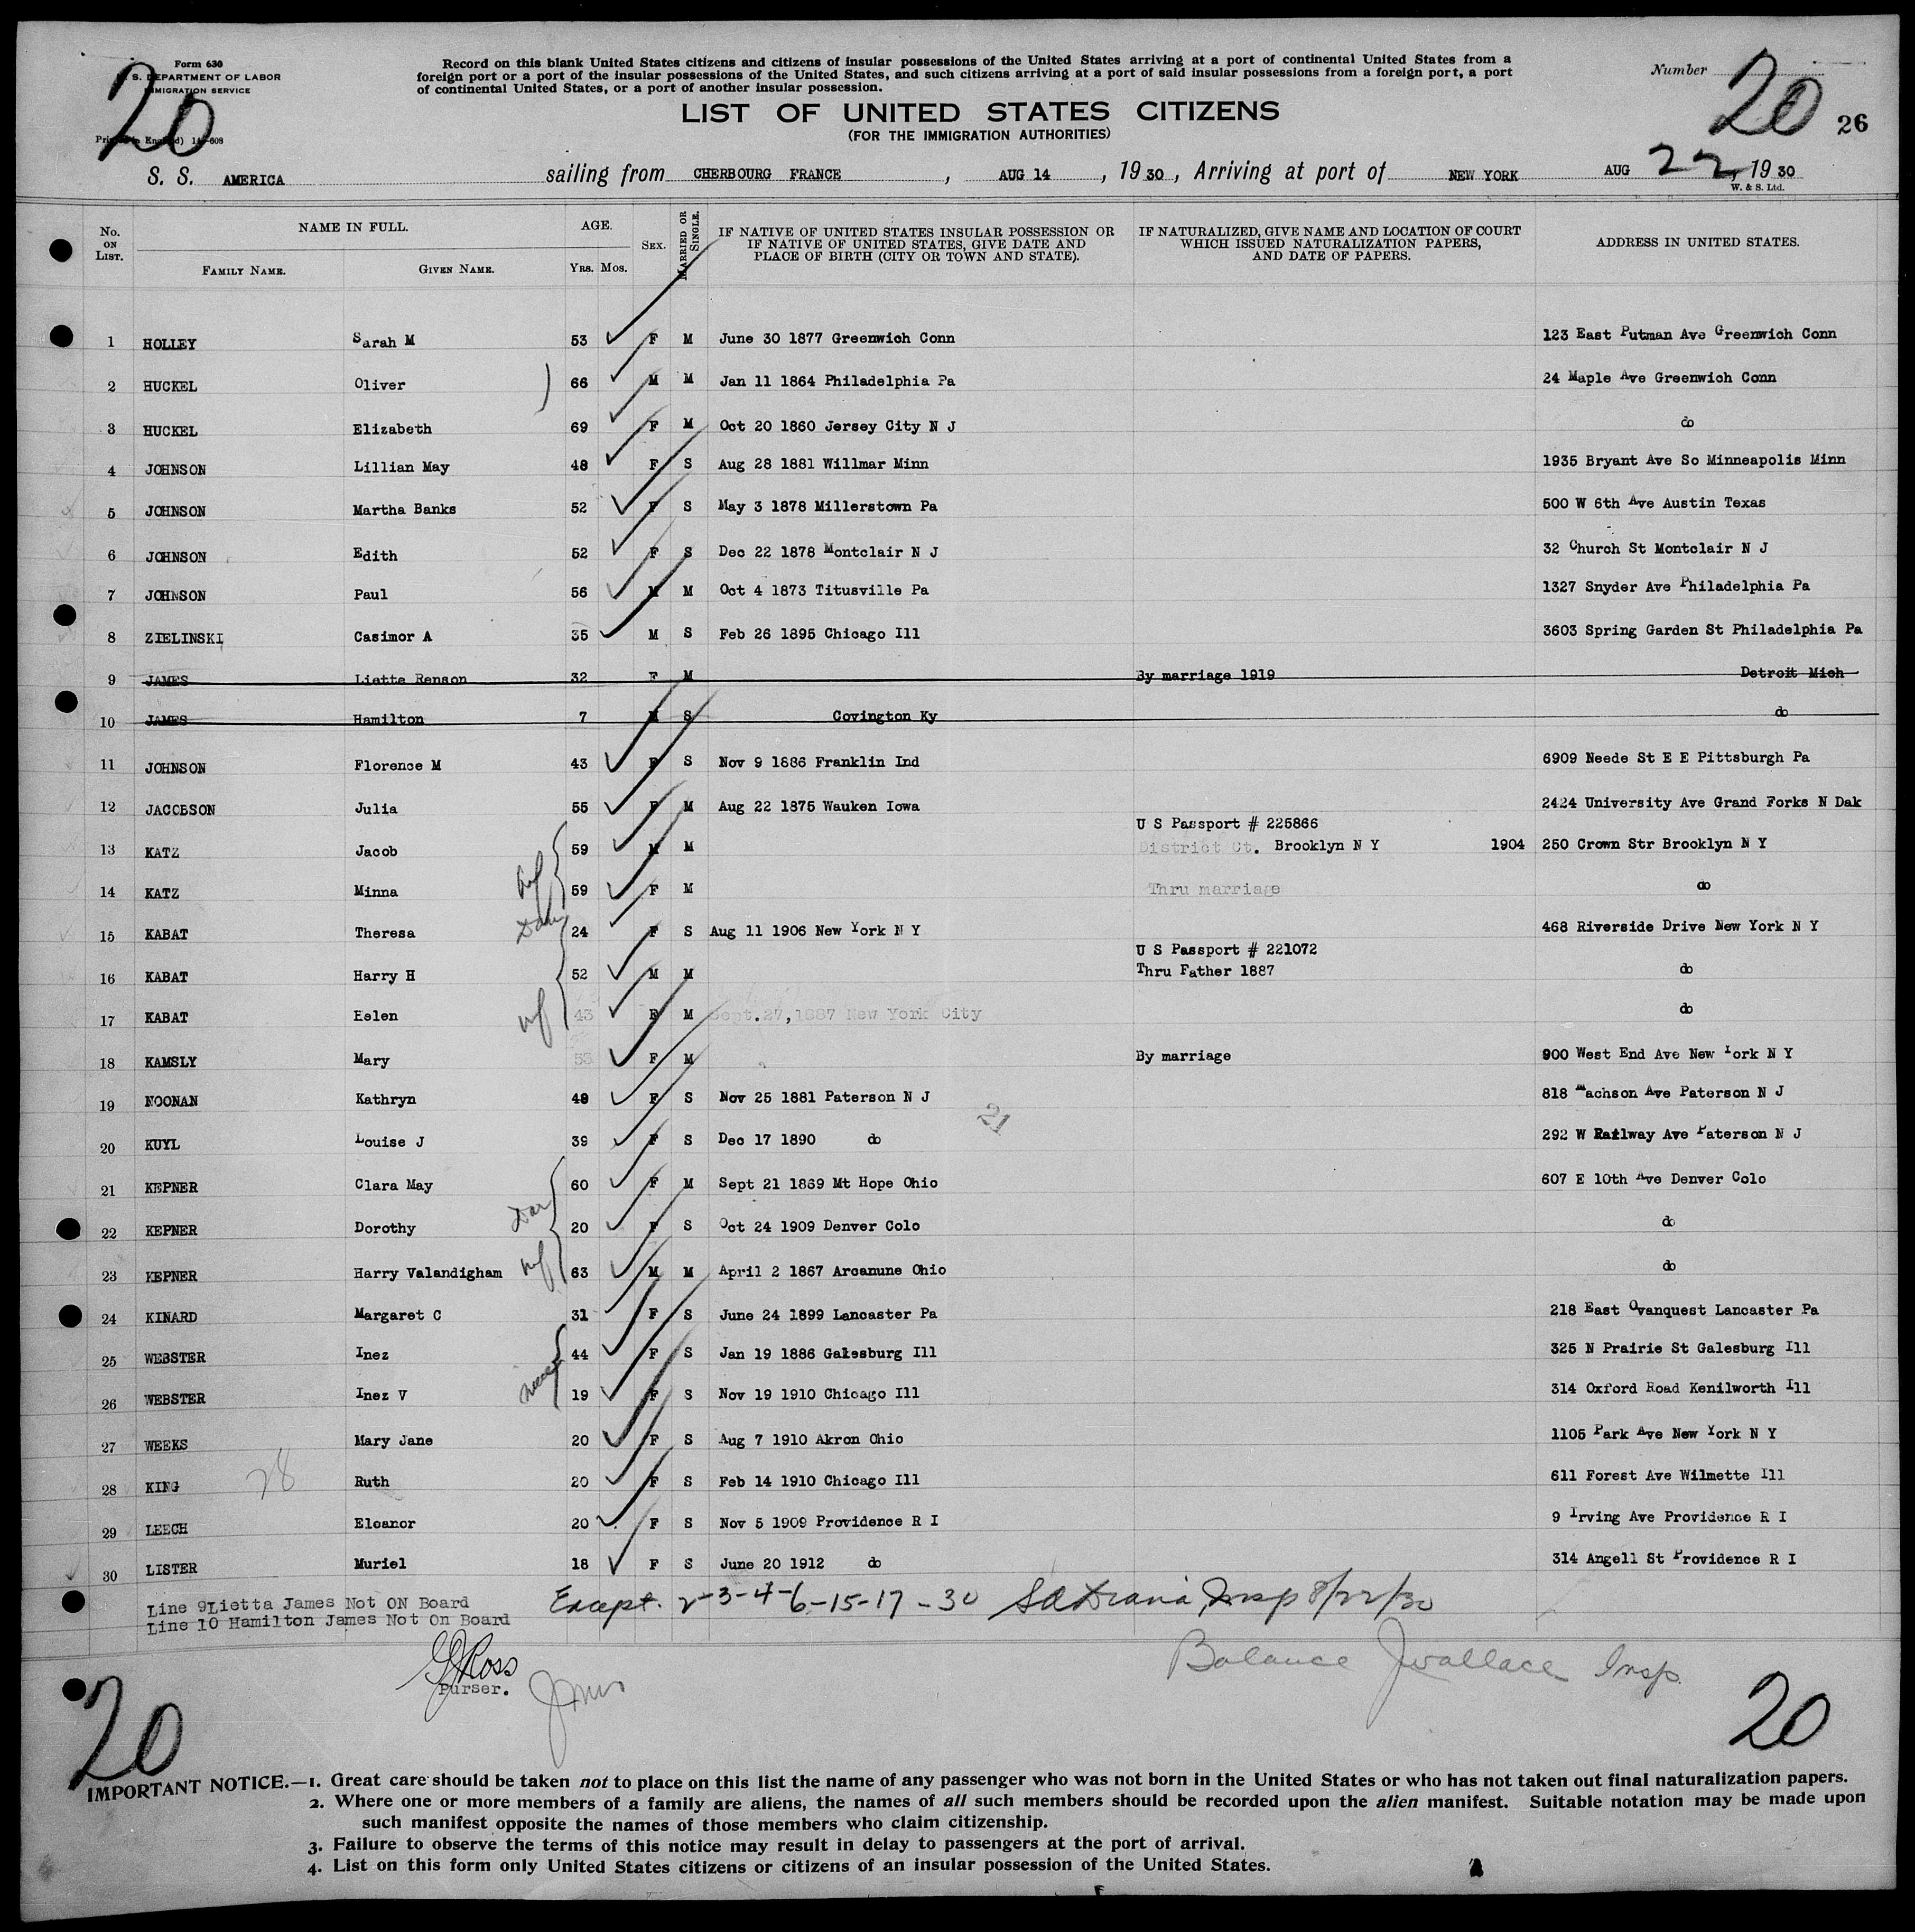 Form 630
U. S. DEPARTMENT OF LABOR
IMMIGRATION SERVICE
20
(Printed in England) 14-608
Record on this blank United States citizens and citizens of insular possessions of the United States arriving at a port of continental United States from a
foreign port or a port of the insular possessions of the United States, and such citizens arriving at a port of said insular possessions from a foreign port, a port
of continental United States, or a port of another insular possession.
Number 20 26
LIST OF UNITED STATES CITIZENS
(FOR THE IMMIGRATION AUTHORITIES)
S. S. AMERICA sailing from CHERBOURG FRANCE , AUG 14 , 19 30 , Arriving at port of NEW YORK AUG 22, 19 30
W. & S. Ltd.
No. ON LIST. NAME IN FULL. FAMILY NAME. GIVEN NAME. AGE. YRS. MOS. SEX. MARRIED OR SINGLE. IF NATIVE OF UNITED STATES INSULAR POSSESSION OR IF NATIVE OF UNITED STATES, GIVE DATE AND PLACE OF BIRTH (CITY OR TOWN AND STATE). IF NATURALIZED, GIVE NAME AND LOCATION OF COURT WHICH ISSUED NATURALIZATION PAPERS, AND DATE OF PAPERS. ADDRESS IN UNITED STATES.
1 HOLLEY Sarah M 53 F M June 30 1877 Greenwich Conn 123 East Putman Ave Greenwich Conn
2 HUCKEL Oliver 66 M M Jan 11 1864 Philadelphia Pa 24 Maple Ave Greenwich Conn
3 HUCKEL Elizabeth 69 F M Oct 20 1860 Jersey City N J do
4 JOHNSON Lillian May 48 F S Aug 28 1881 Willmar Minn 1935 Bryant Ave So Minneapolis Minn
5 JOHNSON Martha Banks 52 F S May 3 1878 Millerstown Pa 500 W 6th Ave Austin Texas
6 JOHNSON Edith 52 F S Dec 22 1878 Montclair N J 32 Church St Montclair N J
7 JOHNSON Paul 56 M M Oct 4 1873 Titusville Pa 1327 Snyder Ave Philadelphia Pa
8 ZIELINSKI Casimor A 35 M S Feb 26 1895 Chicago Ill 3603 Spring Garden St Philadelphia Pa
9 JAMES Liette Renson 32 F M By marriage 1919 Detroit Mich
10 JAMES Hamilton 7 M S Covington Ky do
11 JOHNSON Florence M 43 F S Nov 9 1886 Franklin Ind 6909 Neede St E E Pittsburgh Pa
12 JACOBSON Julia 55 F M Aug 22 1875 Wauken Iowa 2424 University Ave Grand Forks N Dak
U S Passport # 225866
13 KATZ Jacob 59 M M District Ct. Brooklyn N Y 1904 250 Crown Str Brooklyn N Y
14 KATZ Minna wf 59 F M Thru marriage do
15 KABAT Theresa Dau 24 F S Aug 11 1906 New York N Y 468 Riverside Drive New York N Y
U S Passport # 221072
16 KABAT Harry H 52 M M Thru Father 1887 do
17 KABAT Helen wf 43 F M Sept. 27, 1887 New York City do
18 KAMSLY Mary F M By marriage 900 West End Ave New York N Y
19 NOONAN Kathryn 48 F S Nov 25 1881 Paterson N J 818 Machson Ave Paterson N J
21
20 KUYL Louise J 39 F S Dec 17 1890 do 292 W Railway Ave Paterson N J
21 KEPNER Clara May 60 F M Sept 21 1869 Mt Hope Ohio 607 E 10th Ave Denver Colo
22 KEPNER Dorothy Dau 20 F S Oct 24 1909 Denver Colo do
23 KEPNER Harry Valandigham wf 63 M M April 2 1867 Arcanune Ohio do
24 KINARD Margaret C 31 F S June 24 1899 Lancaster Pa 218 East Ovanquest Lancaster Pa
25 WEBSTER Inez 44 F S Jan 19 1886 Galesburg Ill 325 N Prairie St Galesburg Ill
26 WEBSTER Inez V niece 19 F S Nov 19 1910 Chicago Ill 314 Oxford Road Kenilworth Ill
27 WEEKS Mary Jane 20 F S Aug 7 1910 Akron Ohio 1105 Park Ave New York N Y
28 KING 28 Ruth 20 F S Feb 14 1910 Chicago Ill 611 Forest Ave Wilmette Ill
29 LEECH Eleanor 20 F S Nov 5 1909 Providence R I 9 Irving Ave Providence R I
30 LISTER Muriel 18 F S June 20 1912 do 314 Angell St Providence R I
Line 9Lietta James Not ON Board
Line 10 Hamilton James Not On Board
Except. 2-3-4-6-15-17-30 Insp 8/22/30
Ross
Purser.
Balance J Wallace Insp.
20 20
IMPORTANT NOTICE.—1. Great care should be taken not to place on this list the name of any passenger who was not born in the United States or who has not taken out final naturalization papers.
2. Where one or more members of a family are aliens, the names of all such members should be recorded upon the alien manifest. Suitable notation may be made upon
such manifest opposite the names of those members who claim citizenship.
3. Failure to observe the terms of this notice may result in delay to passengers at the port of arrival.
4. List on this form only United States citizens or citizens of an insular possession of the United States.